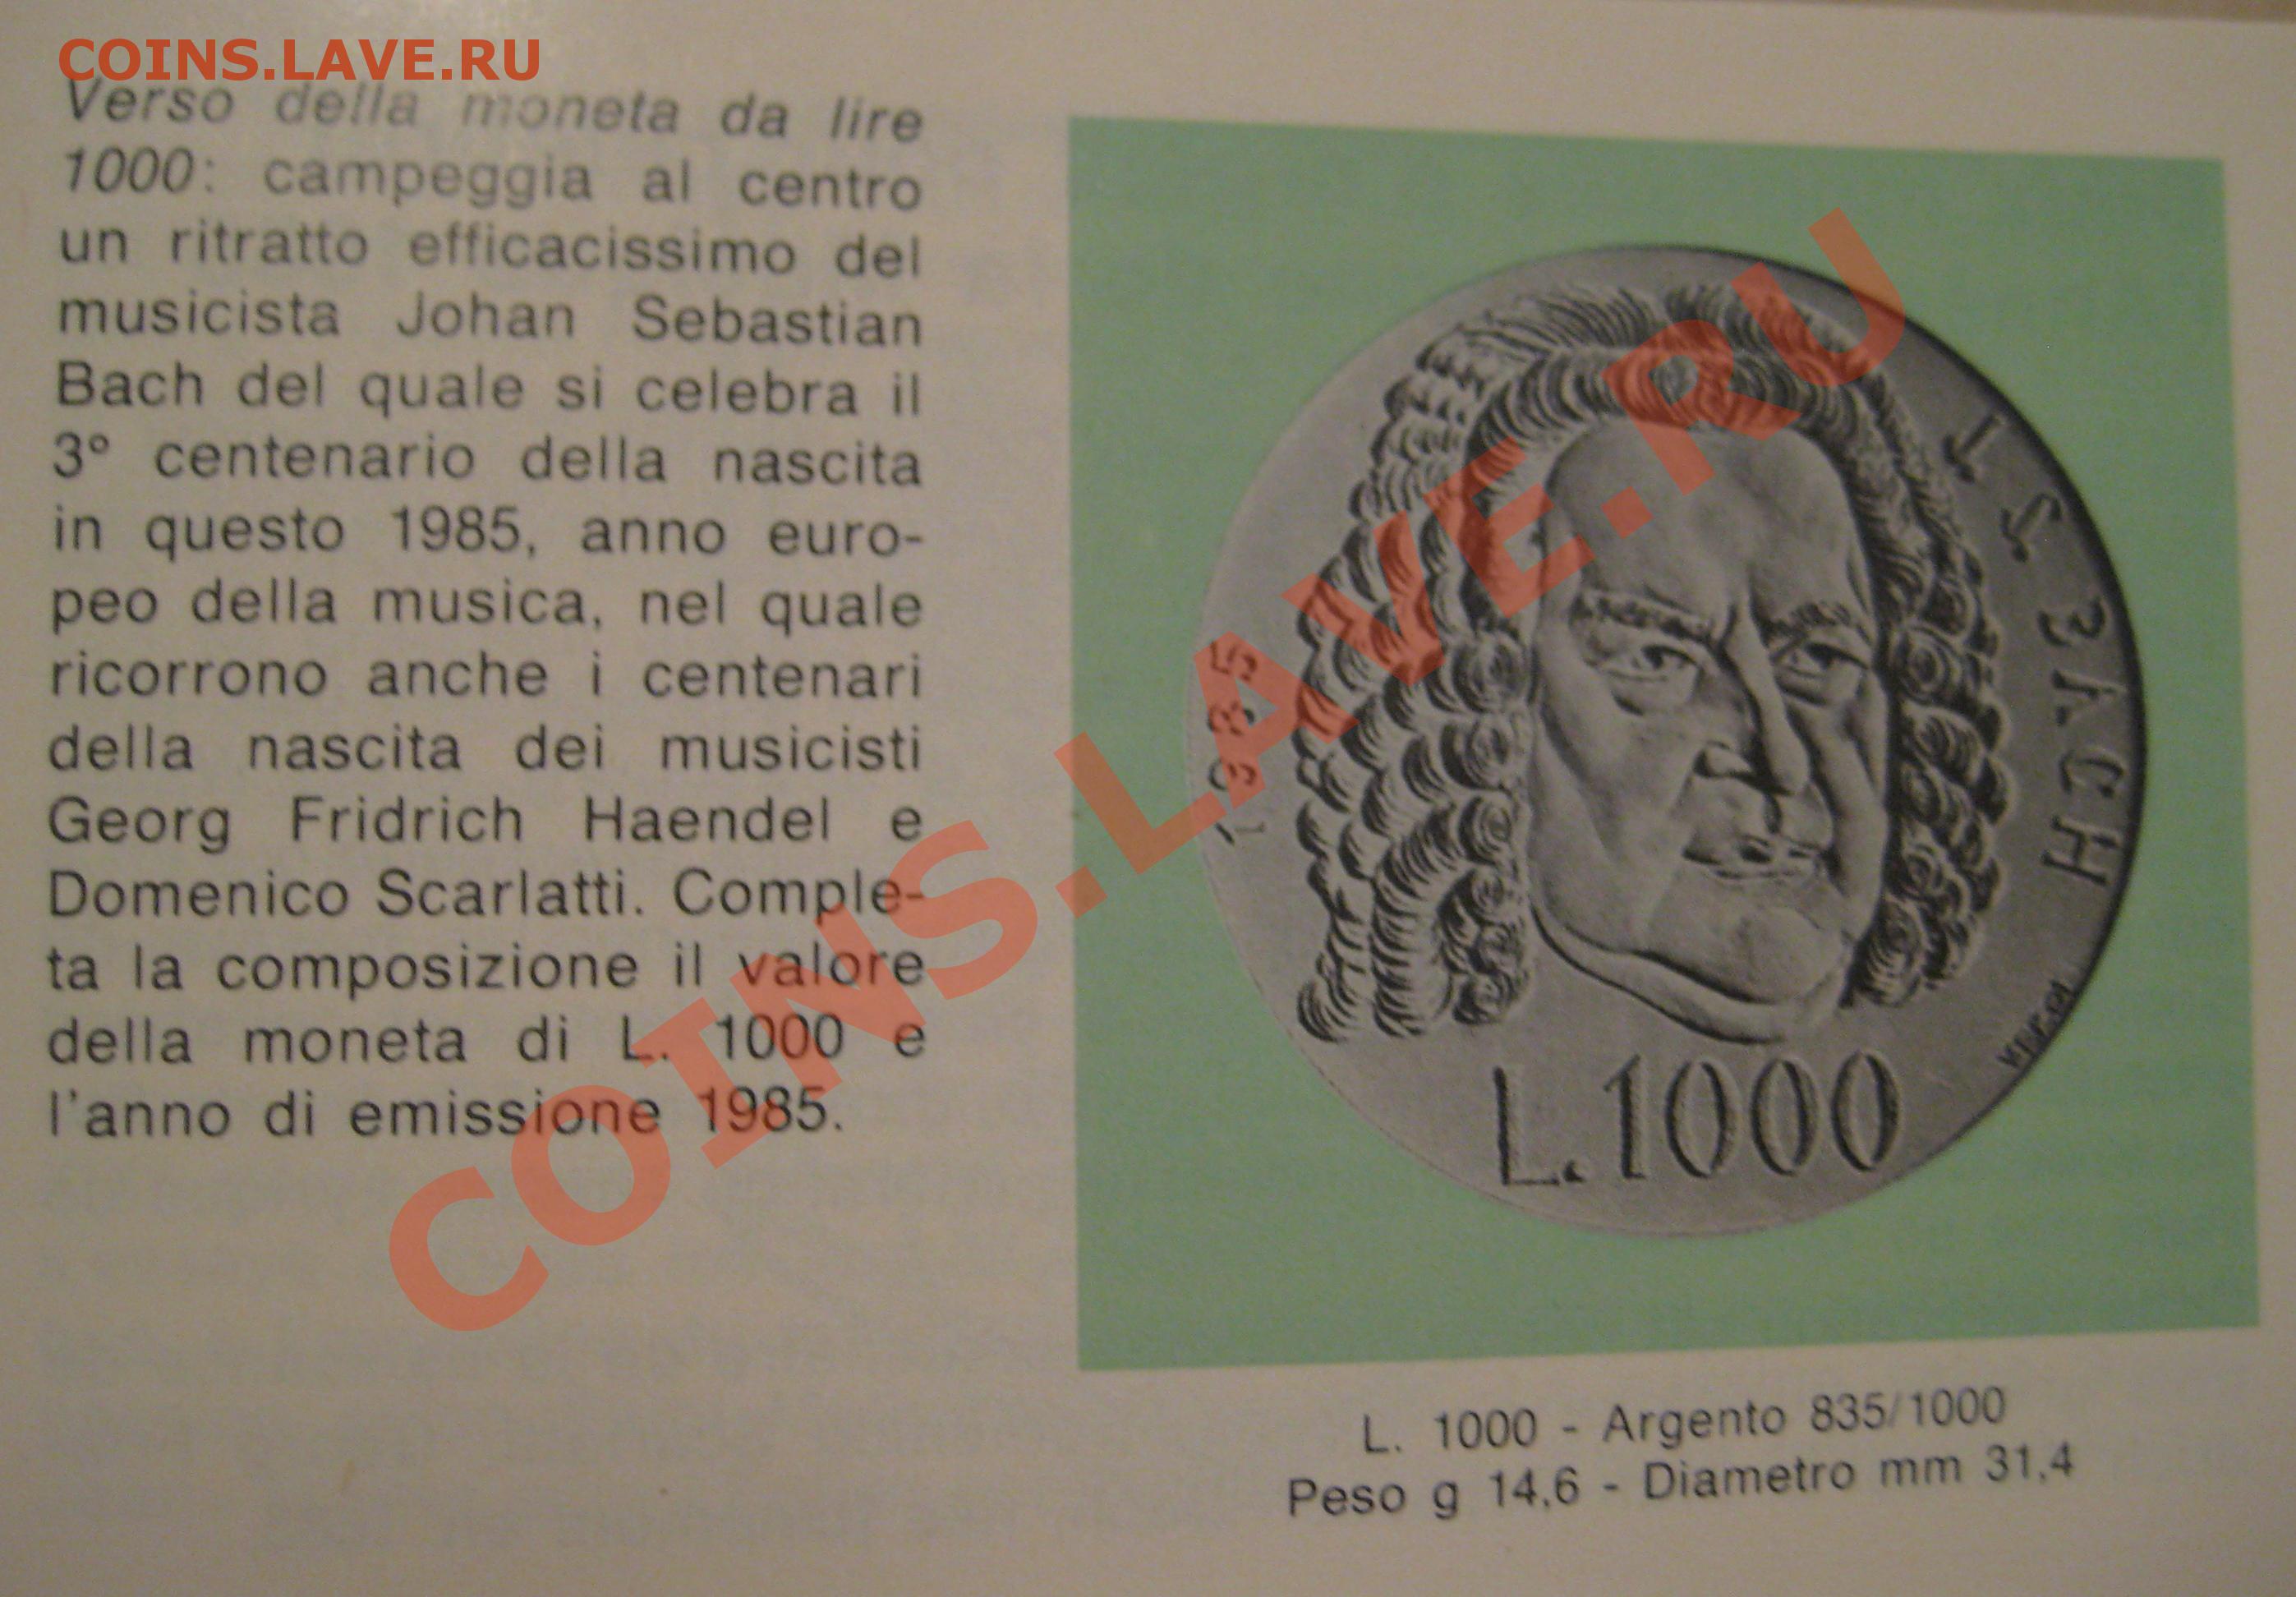 COINS.LAVE.RU
Verso della moneta da lire
1000: campeggia al centro
un ritratto efficacissimo del
musicista Johan Sebastian
Bach del quale si celebra il
3° centenario della nascita
in questo 1985, anno euro-
peo della musica, nel quale
ricorrono anche i centenari
della nascita dei musicisti
Georg Fridrich Haendel e
Domenico Scarlatti. Comple-
ta la composizione il valore
della moneta di L. 1000 e
l'anno di emissione 1985.
1985
I S BACH
L.1000
L. 1000 - Argento 835/1000
Peso g 14,6 - Diametro mm 31,4
COINS.LAVE.RU